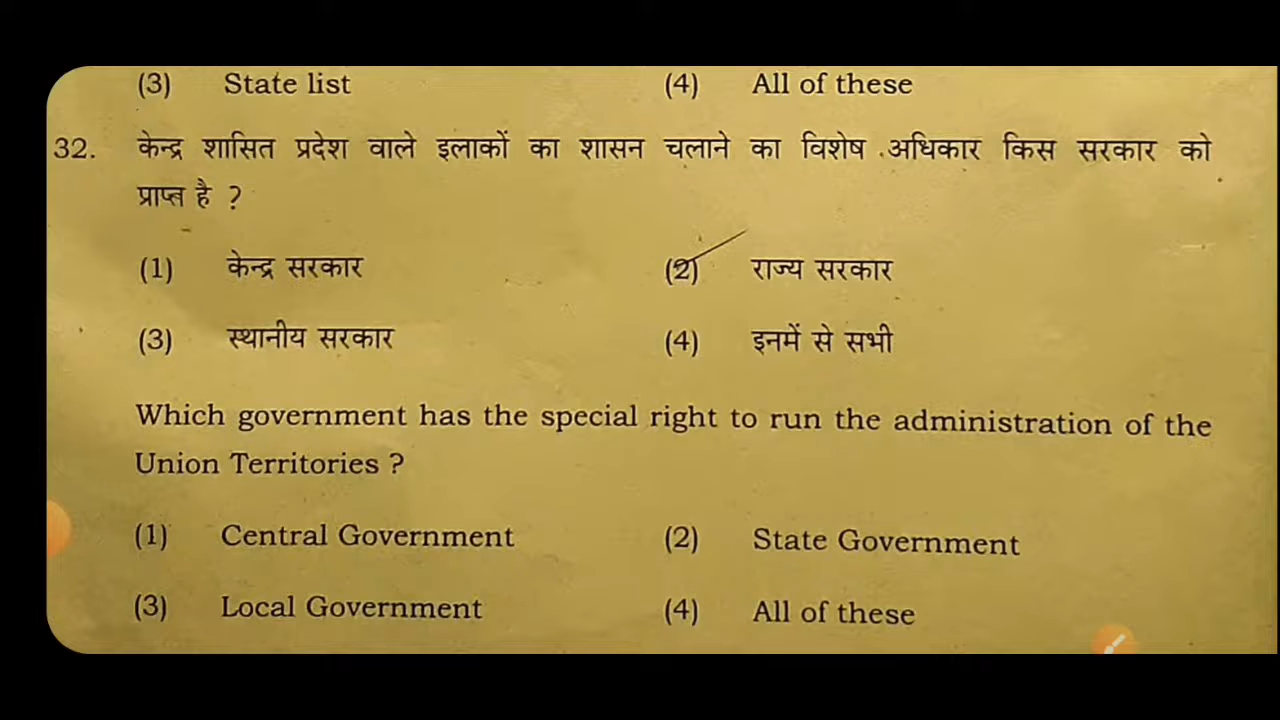 (3) State list (4) All of these
32. केन्द्र शासित प्रदेश वाले इलाकों का शासन चलाने का विशेष अधिकार किस सरकार को
प्राप्त है ?
(1) केन्द्र सरकार (2) राज्य सरकार
(3) स्थानीय सरकार (4) इनमें से सभी
Which government has the special right to run the administration of the
Union Territories ?
(1) Central Government (2) State Government
(3) Local Government (4) All of these